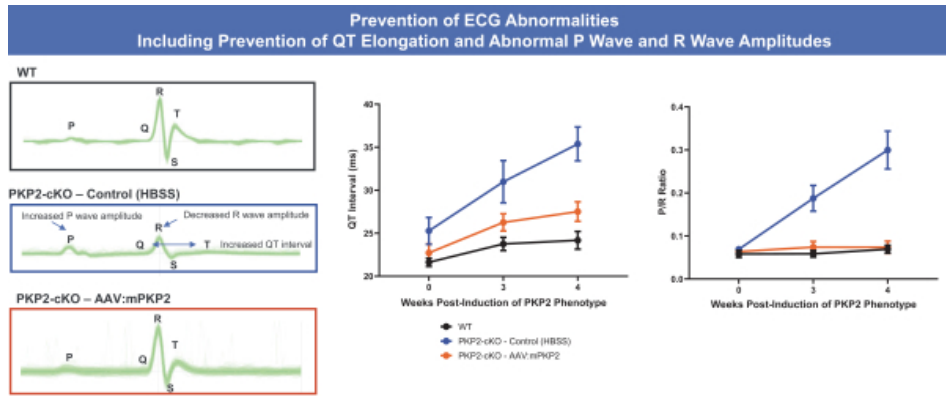 Prevention of ECG Abnormalities
Including Prevention of QT Elongation and Abnormal P Wave and R Wave Amplitudes
WT
R
P
Q
T
S
PKP2-cKO – Control (HBSS)
Increased P wave amplitude
Decreased R wave amplitude
R
P
Q
T
Increased QT interval
S
PKP2-cKO – AAV:mPKP2
R
P
Q
T
S
QT Interval (ms)
40
35
30
25
20
0
3
4
Weeks Post-Induction of PKP2 Phenotype
WT
PKP2-cKO - Control (HBSS)
PKP2-cKO - AAV:mPKP2
P/R Ratio
0.4
0.3
0.2
0.1
0.0
0
3
4
Weeks Post-Induction of PKP2 Phenotype